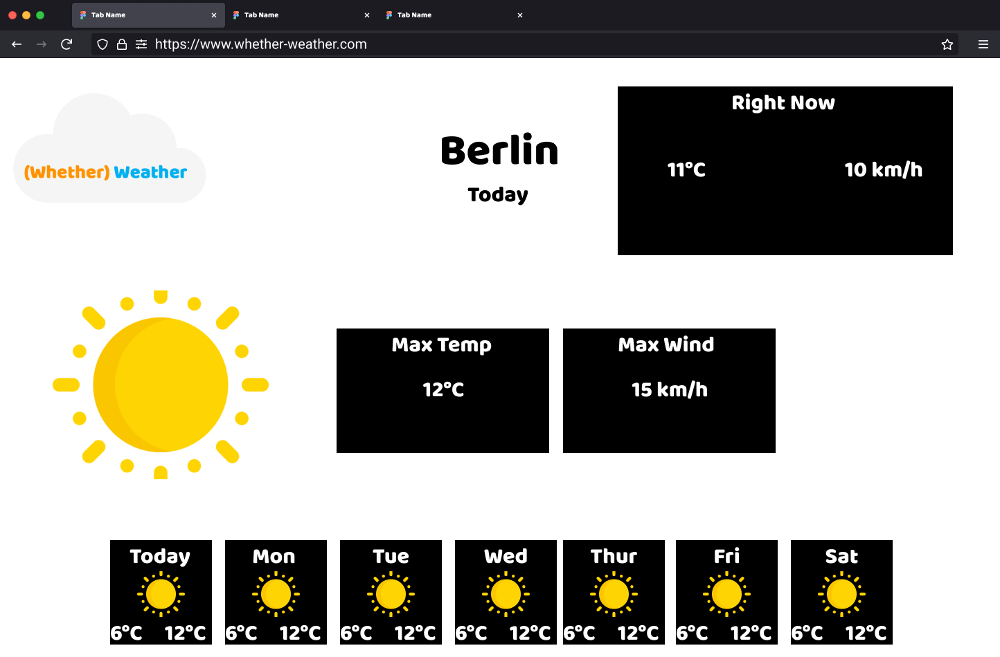 Tab Name
Tab Name
Tab Name
https://www.whether-weather.com
(Whether) Weather
Berlin
Today
Right Now
11°C 10 km/h
Max Temp
12°C
Max Wind
15 km/h
Today
6°C 12°C
Mon
6°C 12°C
Tue
6°C 12°C
Wed
6°C 12°C
Thur
6°C 12°C
Fri
6°C 12°C
Sat
6°C 12°C